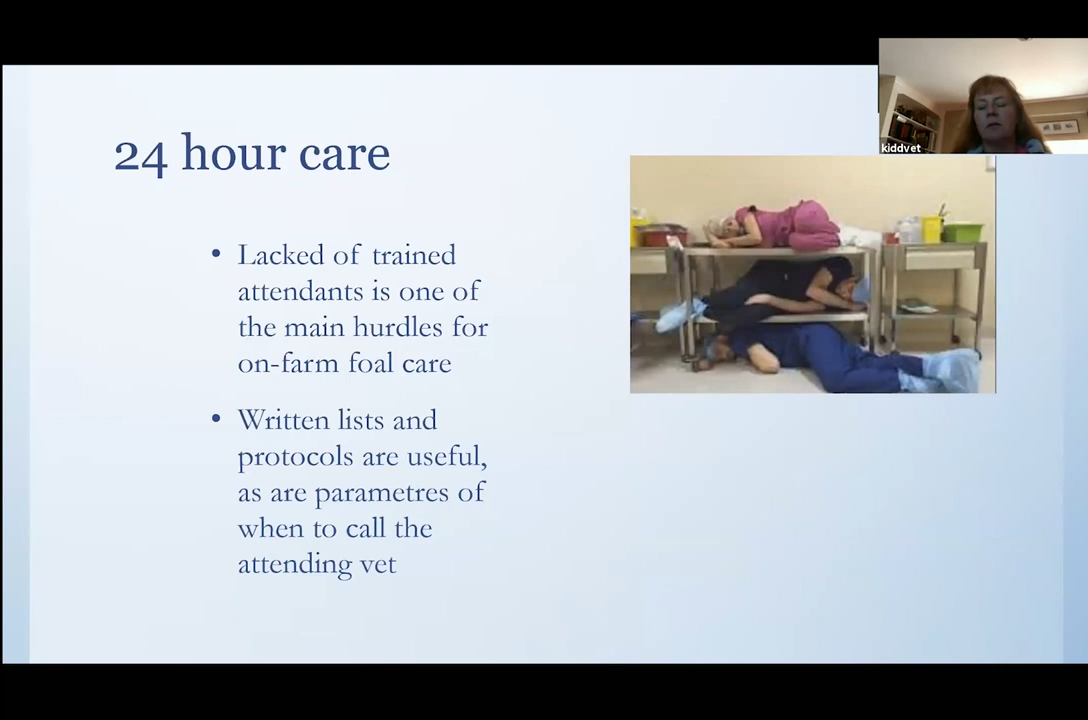 kiddvet
24 hour care
• Lacked of trained
attendants is one of
the main hurdles for
on-farm foal care
• Written lists and
protocols are useful,
as are parametres of
when to call the
attending vet